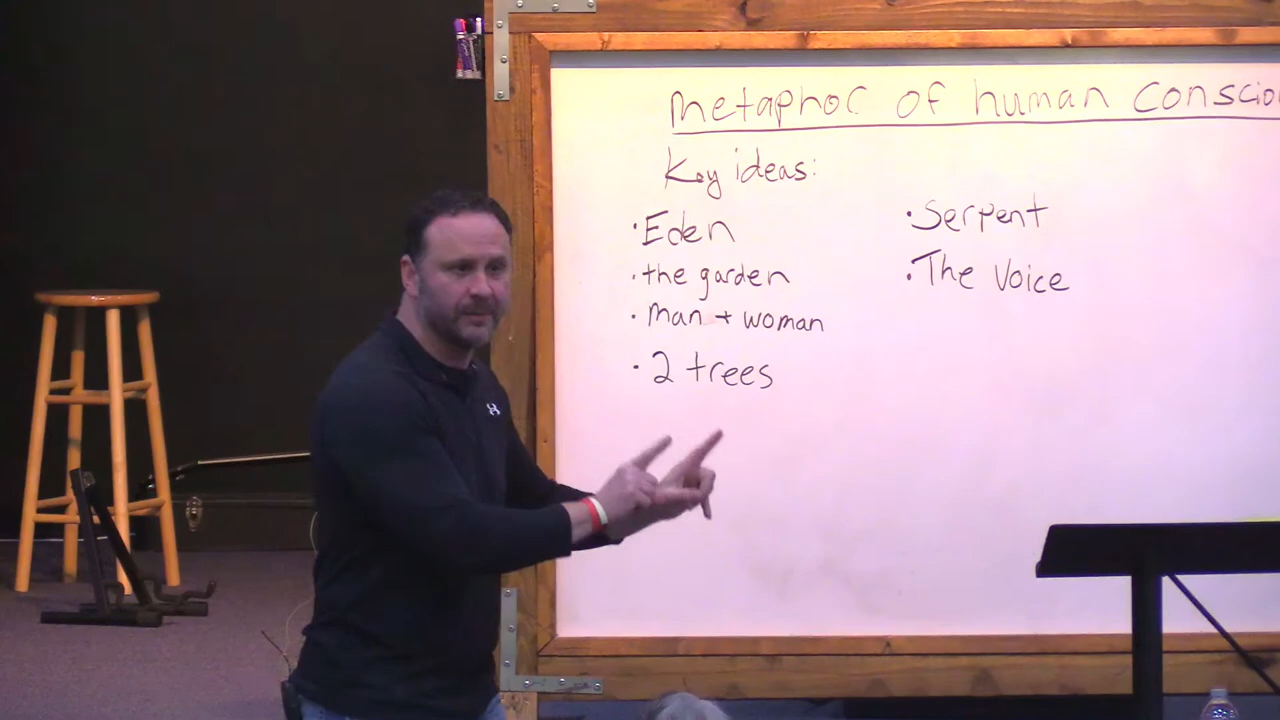 metaphor of human conscio
Key ideas:
• Eden
• the garden
• man + woman
• 2 trees
• Serpent
• The Voice